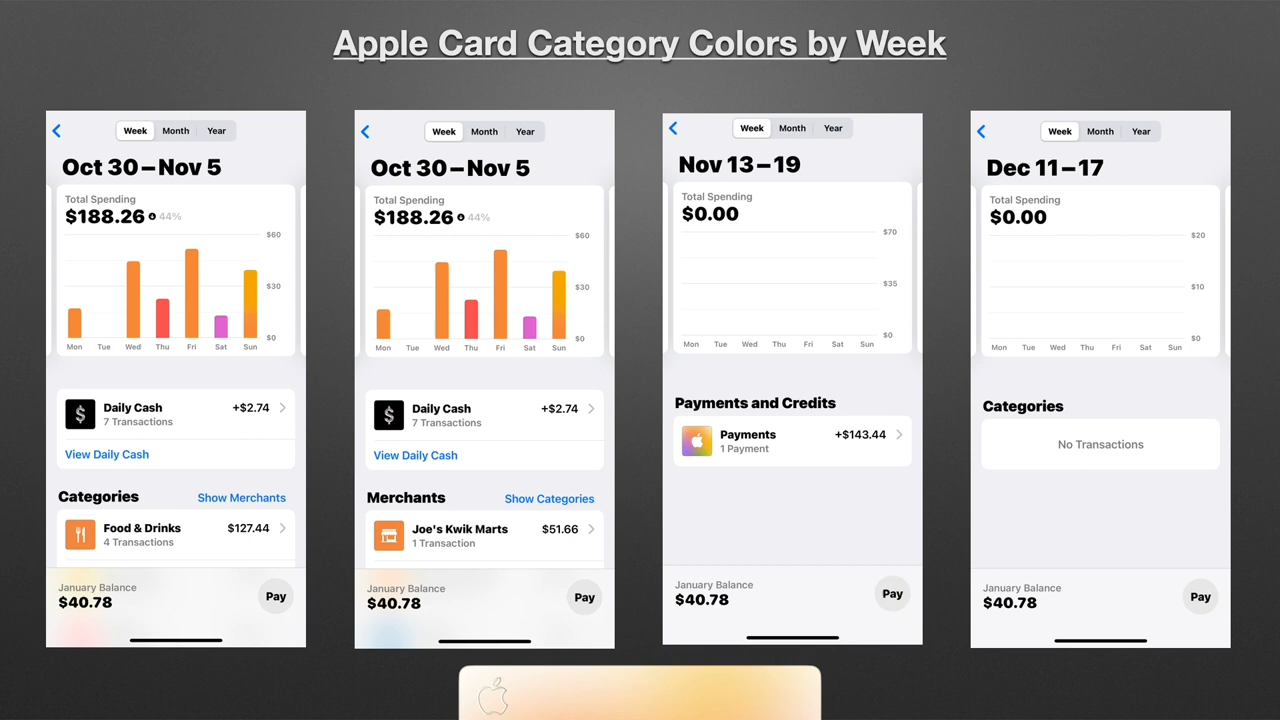 Apple Card Category Colors by Week
Week Month Year
Oct 30 – Nov 5
Total Spending
$188.26 44%
$60
$30
$0
Mon Tue Wed Thu Fri Sat Sun
Daily Cash
7 Transactions
+$2.74
View Daily Cash
Categories Show Merchants
Food & Drinks
4 Transactions
$127.44
January Balance
$40.78
Pay
Week Month Year
Oct 30 – Nov 5
Total Spending
$188.26 44%
$60
$30
$0
Mon Tue Wed Thu Fri Sat Sun
Daily Cash
7 Transactions
+$2.74
View Daily Cash
Merchants Show Categories
Joe's Kwik Marts
1 Transaction
$51.66
January Balance
$40.78
Pay
Week Month Year
Nov 13 – 19
Total Spending
$0.00
$70
$35
$0
Mon Tue Wed Thu Fri Sat Sun
Payments and Credits
Payments
1 Payment
+$143.44
January Balance
$40.78
Pay
Week Month Year
Dec 11 – 17
Total Spending
$0.00
$20
$10
$0
Mon Tue Wed Thu Fri Sat Sun
Categories
No Transactions
January Balance
$40.78
Pay